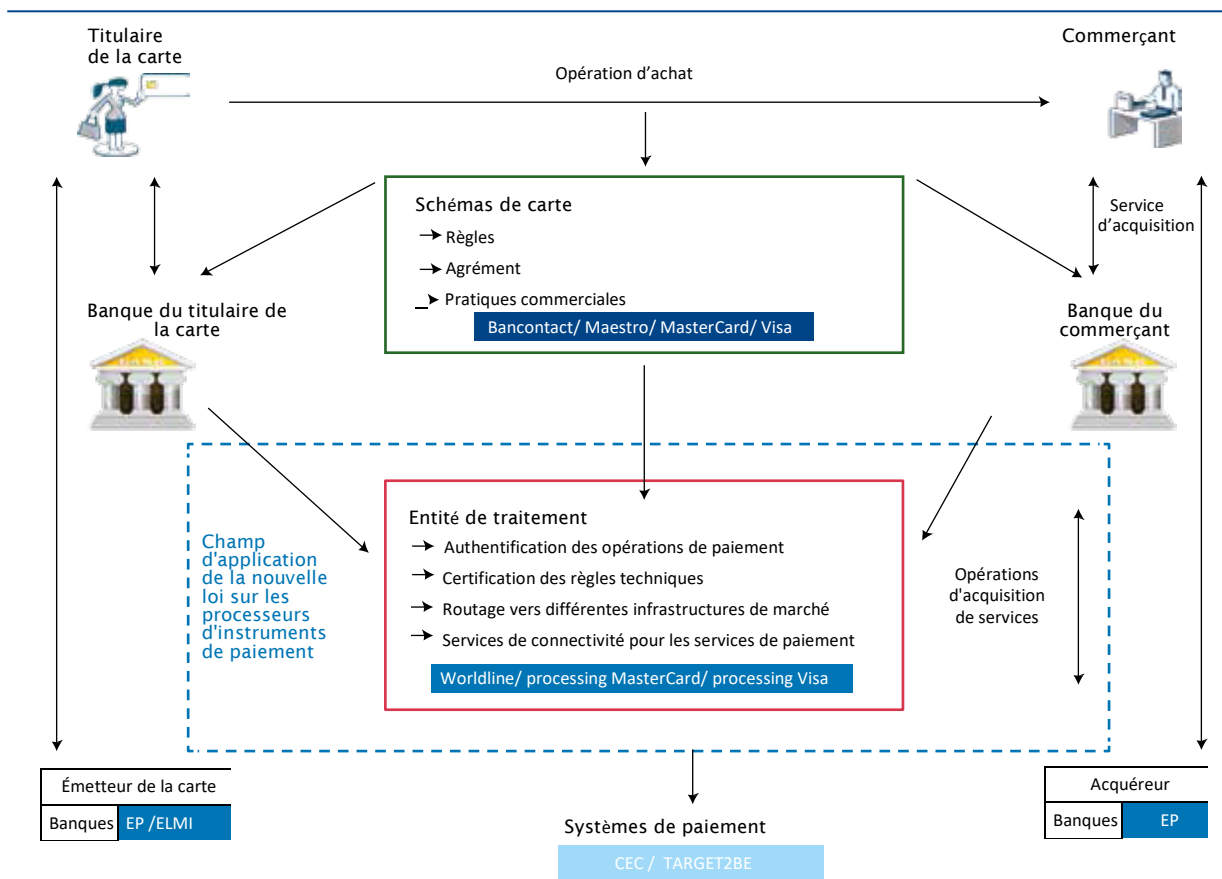 Titulaire
de la carte
Commerçant
Opération d’achat
Schémas de carte
Règles
Agrément
Pratiques commerciales
Bancontact/ Maestro/ MasterCard/ Visa
Service
d’acquisition
Banque du titulaire de
la carte
Banque du
commerçant
Champ
d'application
de la nouvelle
loi sur les
processeurs
d'instruments
de paiement
Entité de traitement
Authentification des opérations de paiement
Certification des règles techniques
Routage vers différentes infrastructures de marché
Services de connectivité pour les services de paiement
Worldline/ processing MasterCard/ processing Visa
Opérations
d'acquisition
de services
Émetteur de la carte
Banques EP /ELMI
Acquéreur
Banques EP
Systèmes de paiement
CEC / TARGET2BE